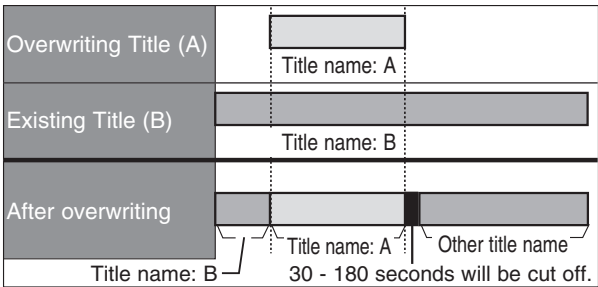 Overwriting Title (A)
Title name: A
Existing Title (B)
Title name: B
After overwriting
Title name: A
Other title name
Title name: B
30 - 180 seconds will be cut off.